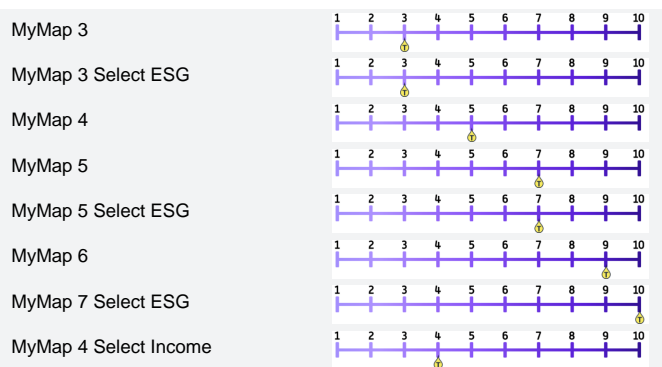 1 2 3 4 5 6 7 8 9 10
MyMap 3
T
1 2 3 4 5 6 7 8 9 10
MyMap 3 Select ESG
T
1 2 3 4 5 6 7 8 9 10
MyMap 4
T
1 2 3 4 5 6 7 8 9 10
MyMap 5
T
1 2 3 4 5 6 7 8 9 10
MyMap 5 Select ESG
T
1 2 3 4 5 6 7 8 9 10
MyMap 6
T
1 2 3 4 5 6 7 8 9 10
MyMap 7 Select ESG
T
1 2 3 4 5 6 7 8 9 10
MyMap 4 Select Income
T